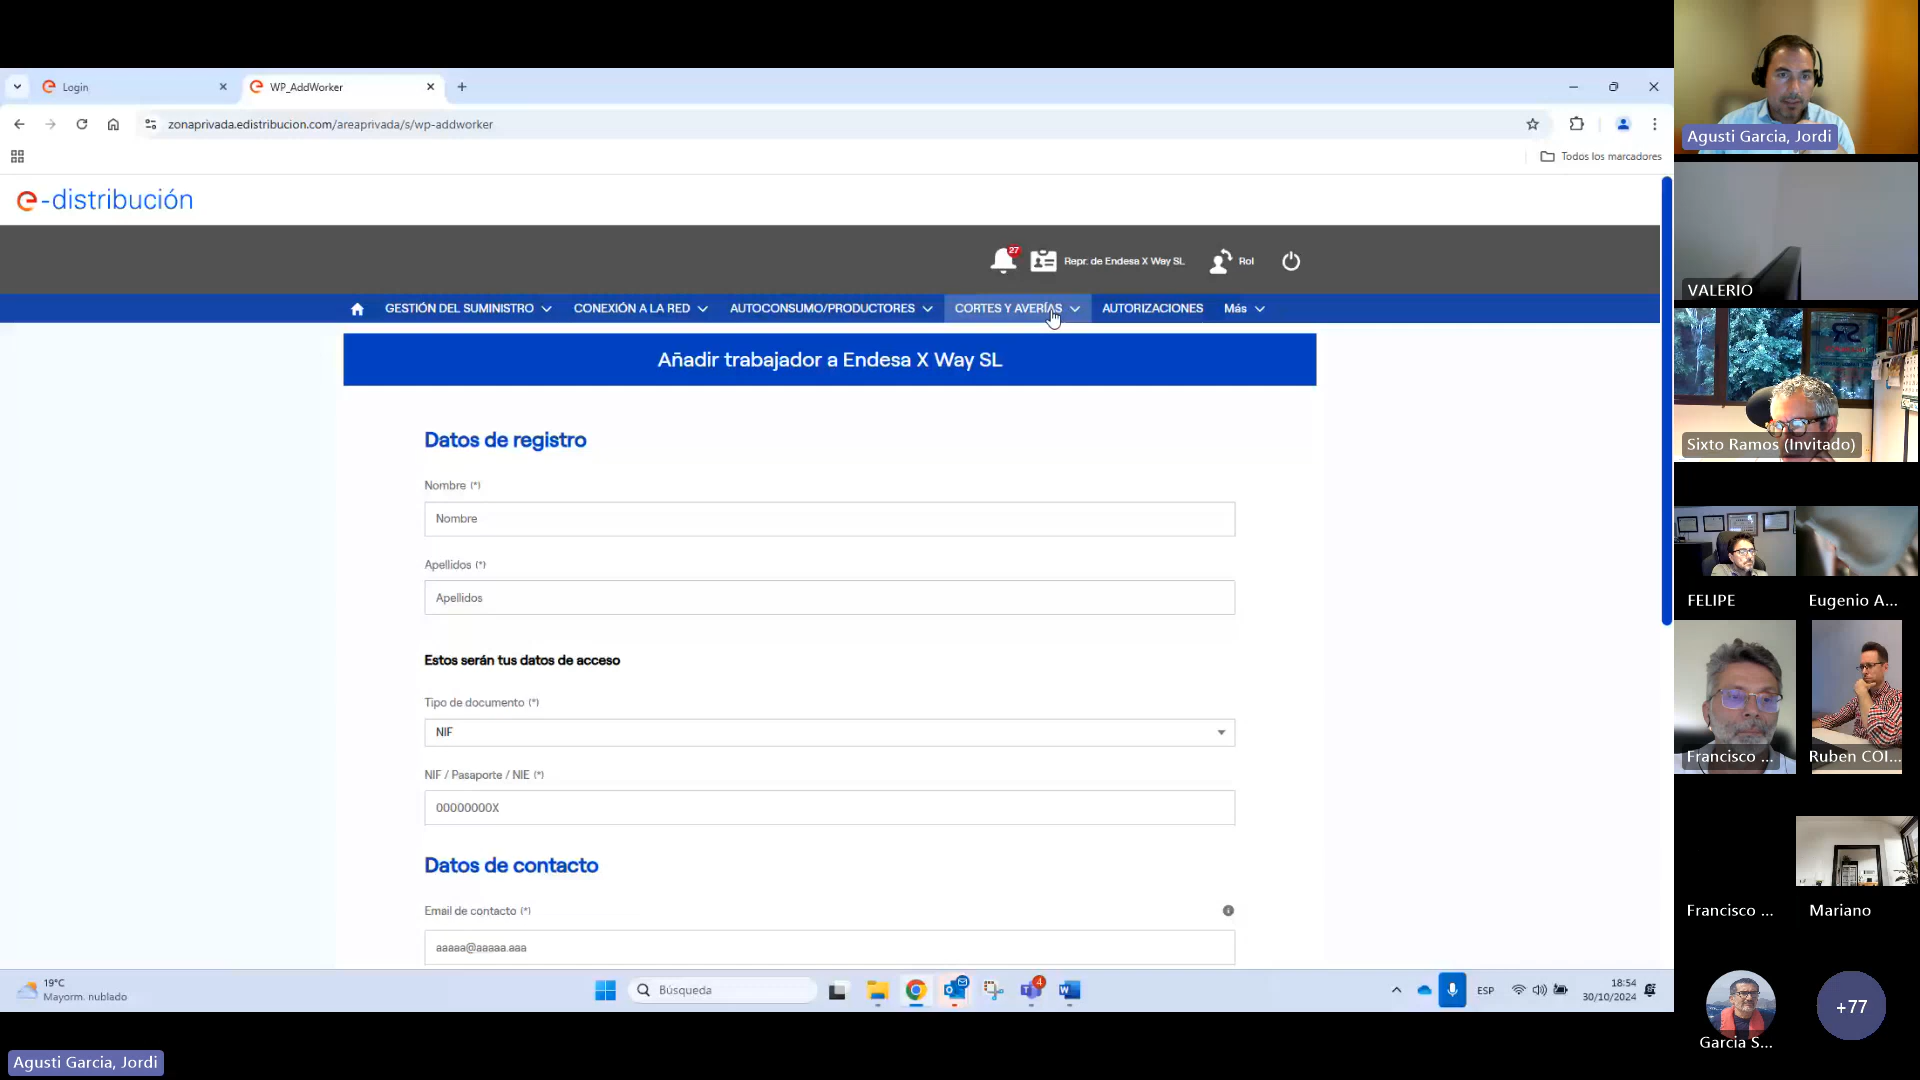 Login
WP_AddWorker
zonaprivada.edistribucion.com/areaprivada/s/wp-addworker
Todos los marcadores
e-distribución
27
Repr. de Endesa X Way SL
Rol
GESTIÓN DEL SUMINISTRO
CONEXIÓN A LA RED
AUTOCONSUMO/PRODUCTORES
CORTES Y AVERÍAS
AUTORIZACIONES
Más
Añadir trabajador a Endesa X Way SL
Datos de registro
Nombre (*)
Nombre
Apellidos (*)
Apellidos
Estos serán tus datos de acceso
Tipo de documento (*)
NIF
NIF / Pasaporte / NIE (*)
00000000X
Datos de contacto
Email de contacto (*)
aaaaa@aaaaa.aaa
19°C
Mayorm. nublado
Búsqueda
4
ESP
18:54
30/10/2024
Agusti Garcia, Jordi
Agusti Garcia, Jordi
VALERIO
Sixto Ramos (Invitado)
FELIPE
Eugenio A...
Francisco ...
Ruben COI...
Francisco ...
Mariano
Garcia S...
+77